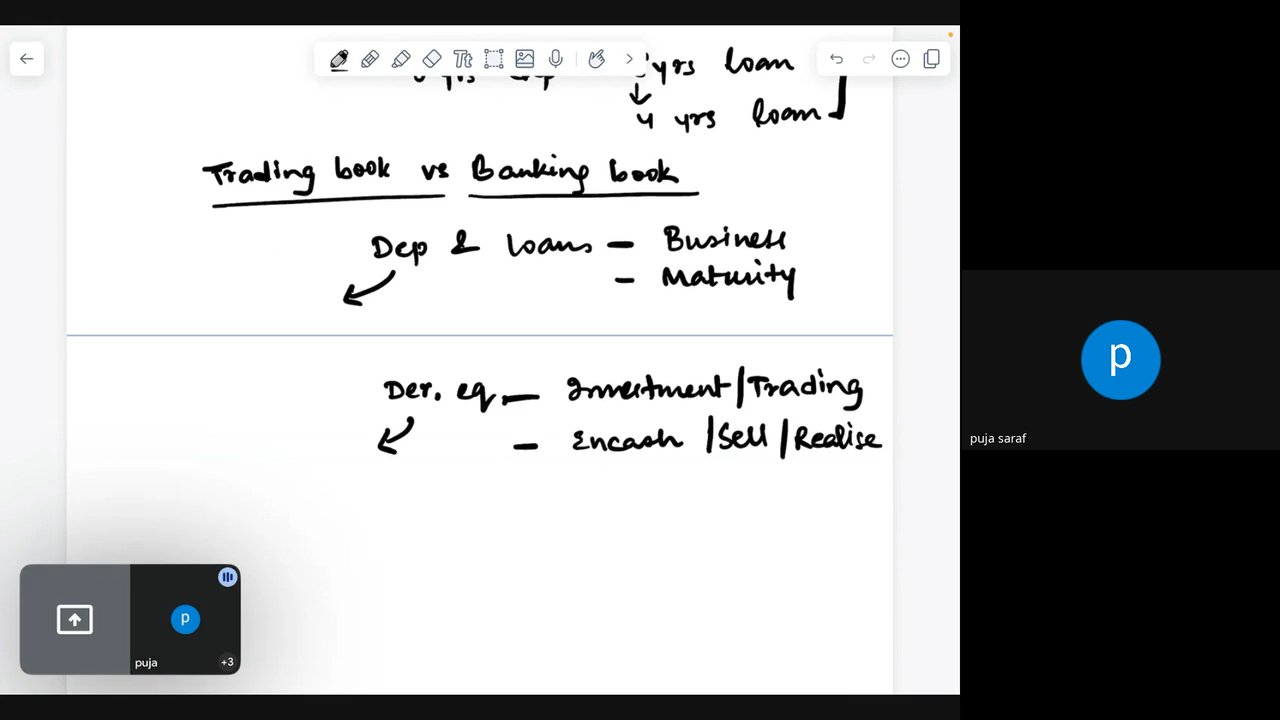 yrs loan
4 yrs loan
Trading book vs Banking book
Dep & loans – Business
– Maturity
Der. eq. – Investment/Trading
– Encash /Sell/Realise
Tt
p
puja saraf
p
puja
+3